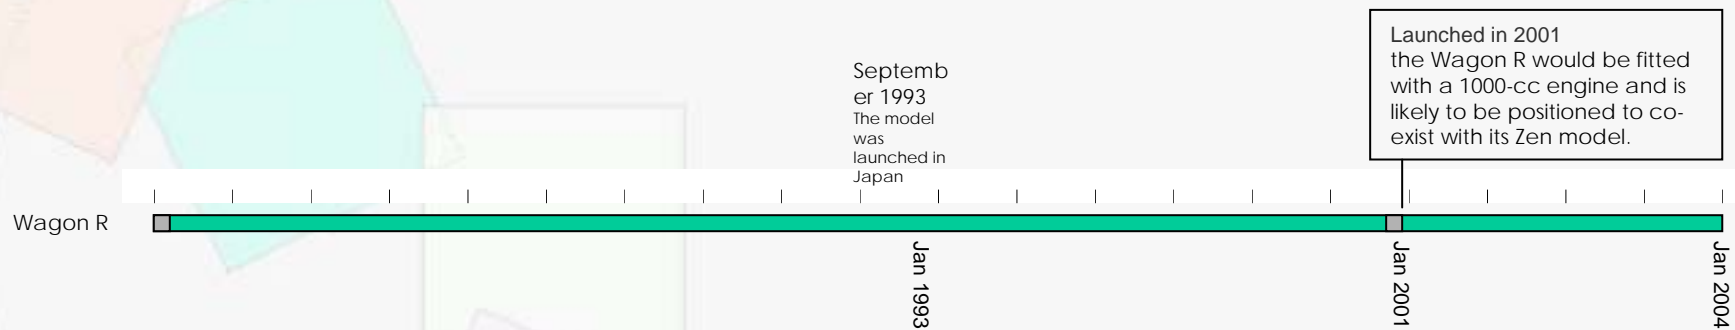 Launched in 2001
the Wagon R would be fitted
with a 1000-cc engine and is
likely to be positioned to co-
exist with its Zen model.
Septemb
er 1993
The model
was
launched in
Japan
Wagon R
Jan 1993
Jan 2001
Jan 2004